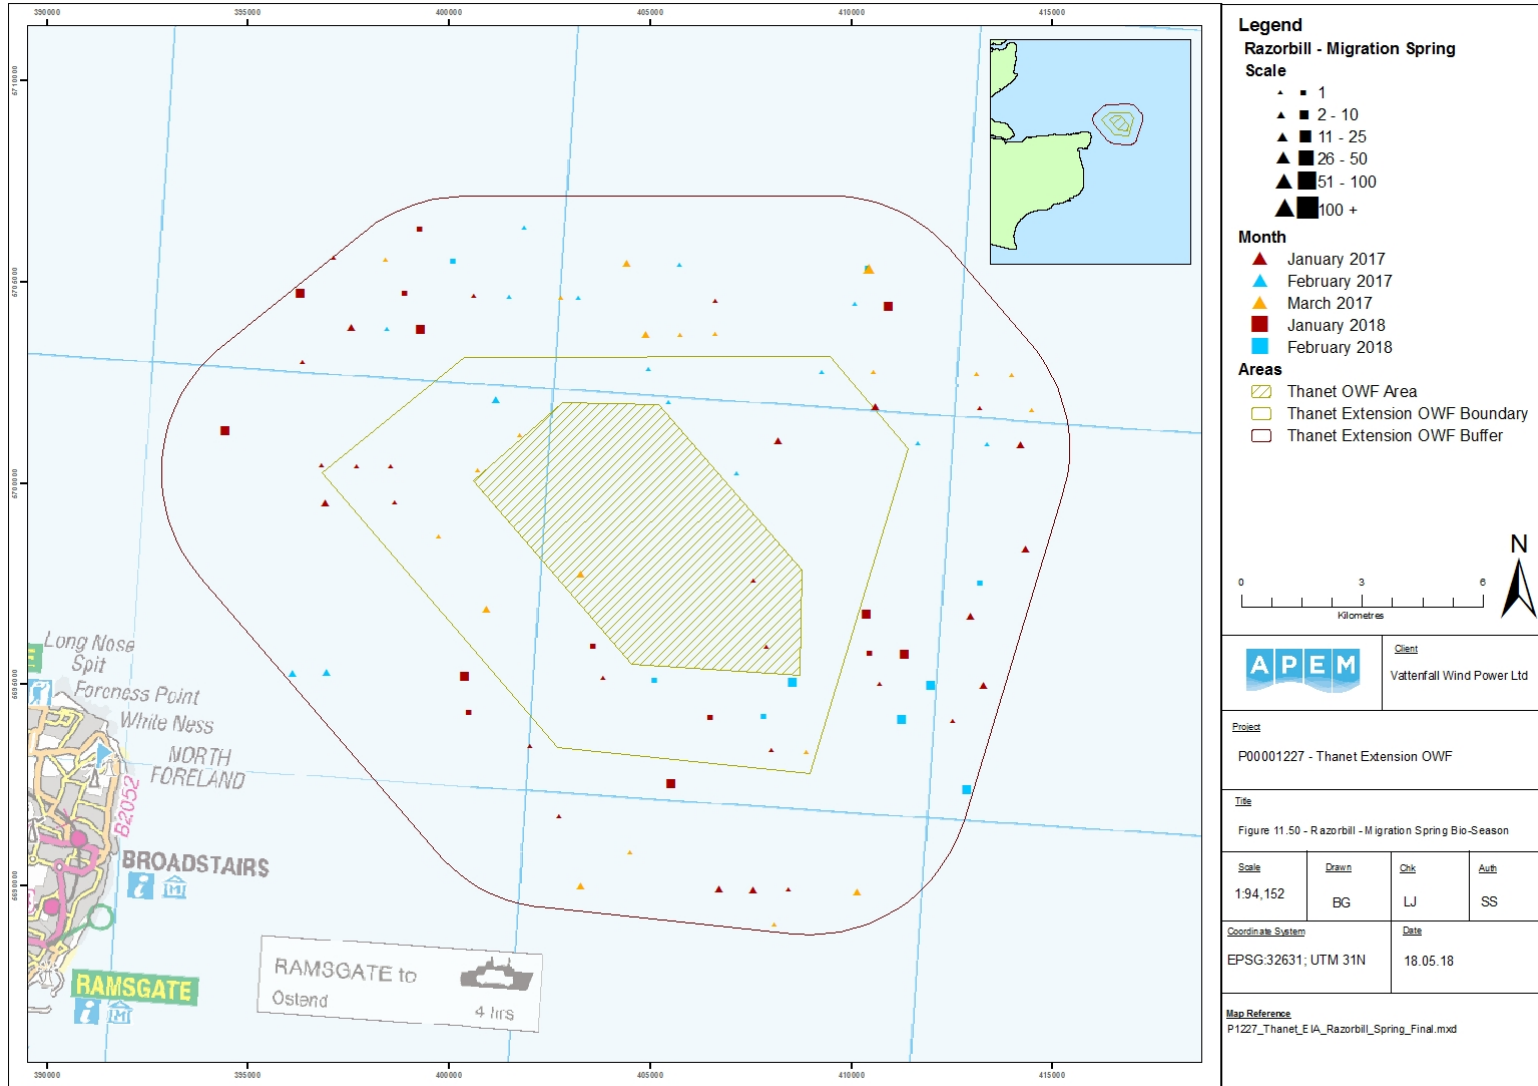 390000
395000
400000
405000
410000
415000
6710000
6705000
6700000
6695000
6690000
Long Nose
Spit
Foreness Point
White Ness
NORTH
FORELAND
B2052
BROADSTAIRS
i
M
RAMSGATE
i
M
RAMSGATE to
Ostend
4 hrs
390000
395000
400000
405000
410000
415000
Legend
Razorbill - Migration Spring
Scale
1
2 - 10
11 - 25
26 - 50
51 - 100
100 +
Month
January 2017
February 2017
March 2017
January 2018
February 2018
Areas
Thanet OWF Area
Thanet Extension OWF Boundary
Thanet Extension OWF Buffer
N
0 3 6
Kilometres
APEM
Client
Vattenfall Wind Power Ltd
Project
P00001227 - Thanet Extension OWF
Title
Figure 11.50 - Razorbill - Migration Spring Bio-Season
Scale Drawn Chk Auth
1:94,152 BG LJ SS
Coordinate System Date
EPSG:32631; UTM 31N 18.05.18
Map Reference
P1227_Thanet_EIA_Razorbill_Spring_Final.mxd